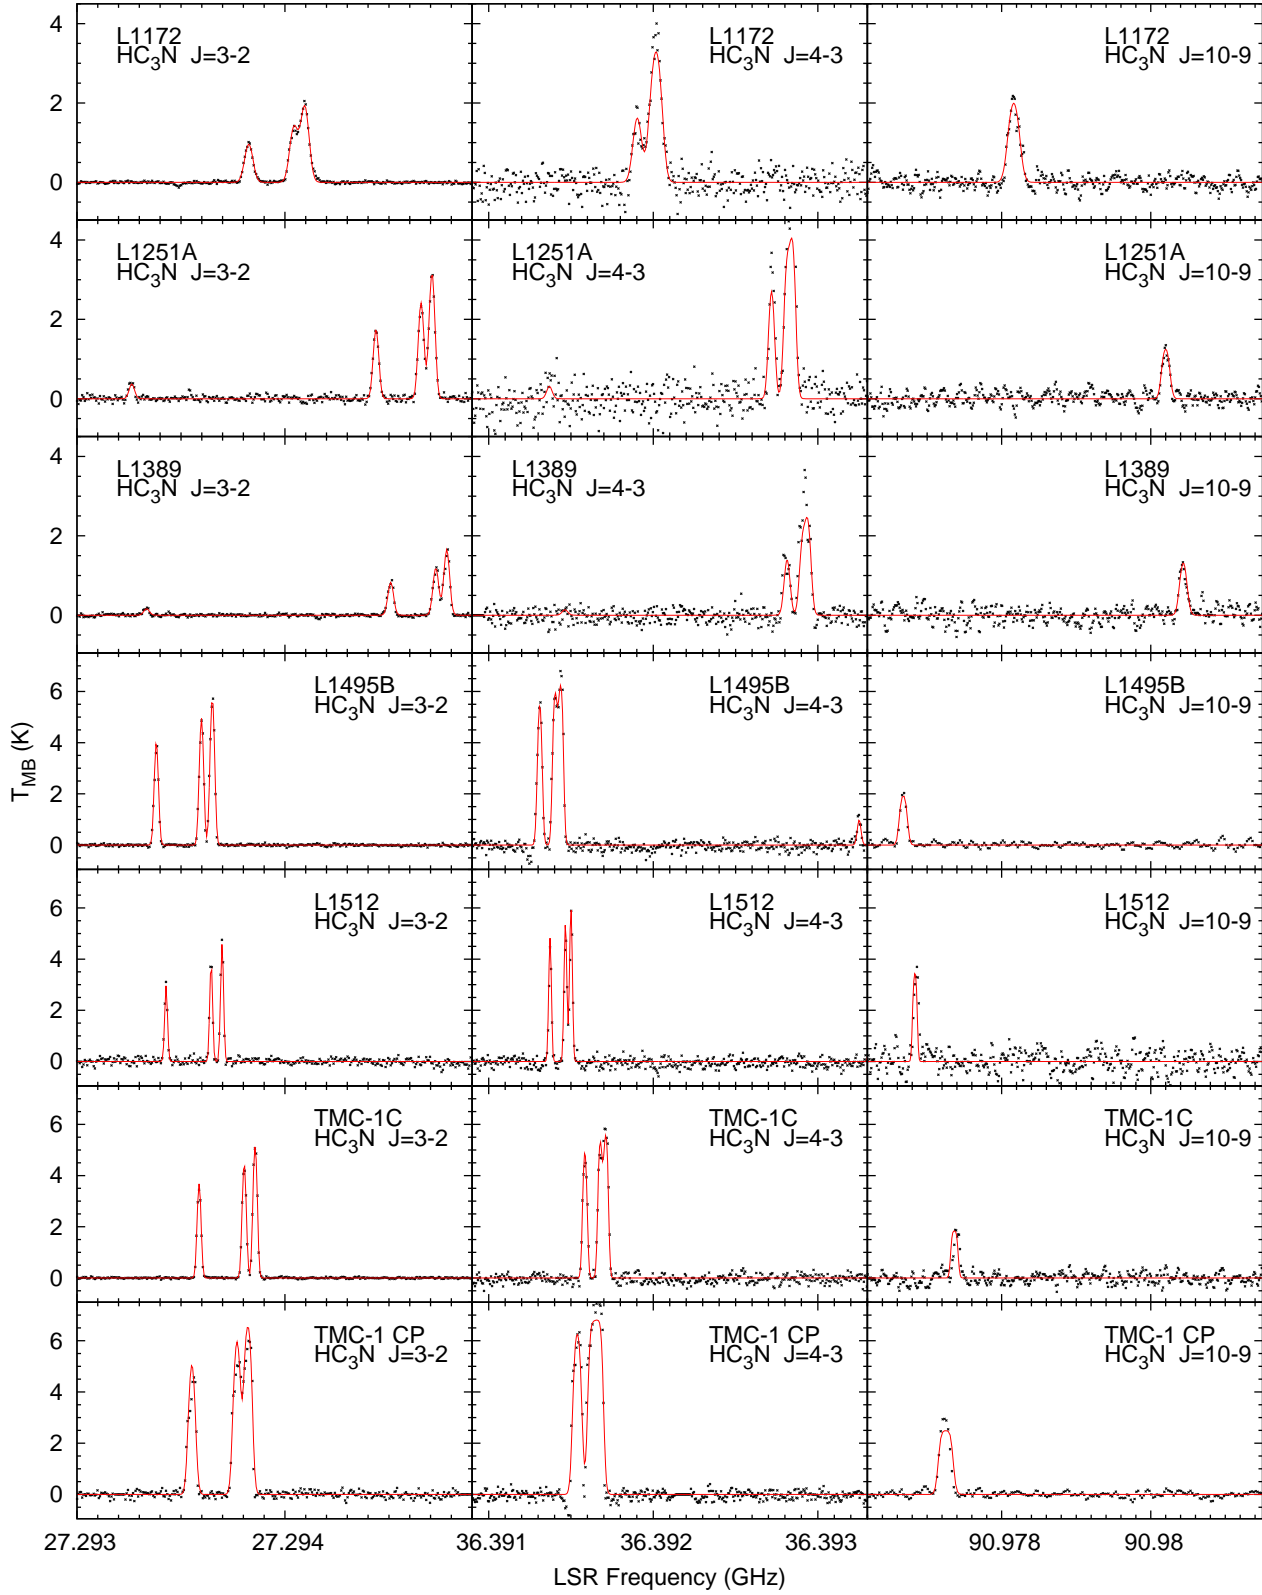 4
2
0
L1172
HC3N J=3-2
L1172
HC3N J=4-3
L1172
HC3N J=10-9
4
2
0
L1251A
HC3N J=3-2
L1251A
HC3N J=4-3
L1251A
HC3N J=10-9
4
2
0
L1389
HC3N J=3-2
L1389
HC3N J=4-3
L1389
HC3N J=10-9
6
4
2
0
L1495B
HC3N J=3-2
L1495B
HC3N J=4-3
L1495B
HC3N J=10-9
TMB (K)
6
4
2
0
L1512
HC3N J=3-2
L1512
HC3N J=4-3
L1512
HC3N J=10-9
6
4
2
0
TMC-1C
HC3N J=3-2
TMC-1C
HC3N J=4-3
TMC-1C
HC3N J=10-9
6
4
2
0
TMC-1 CP
HC3N J=3-2
TMC-1 CP
HC3N J=4-3
TMC-1 CP
HC3N J=10-9
27.293 27.294 36.391 36.392 36.393 90.978 90.98
LSR Frequency (GHz)